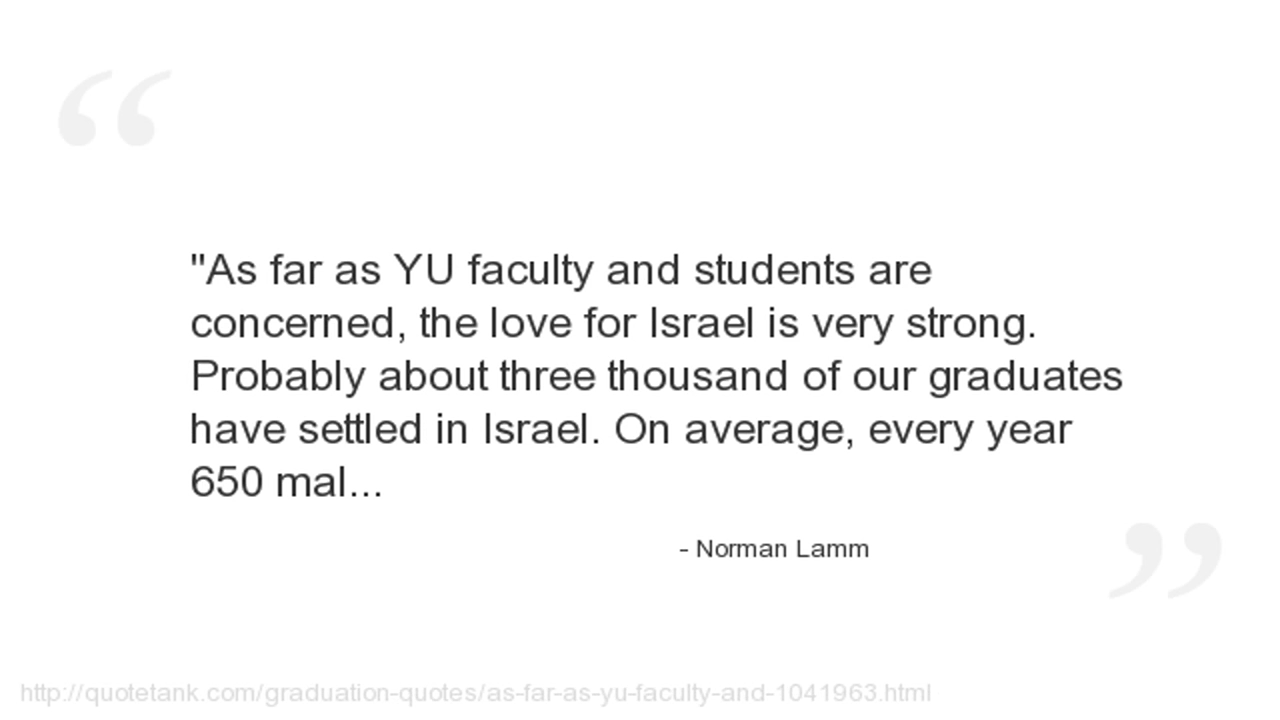 "As far as YU faculty and students are
concerned, the love for Israel is very strong.
Probably about three thousand of our graduates
have settled in Israel. On average, every year
650 mal...
- Norman Lamm
http://quotetank.com/graduation-quotes/as-far-as-yu-faculty-and-1041963.html